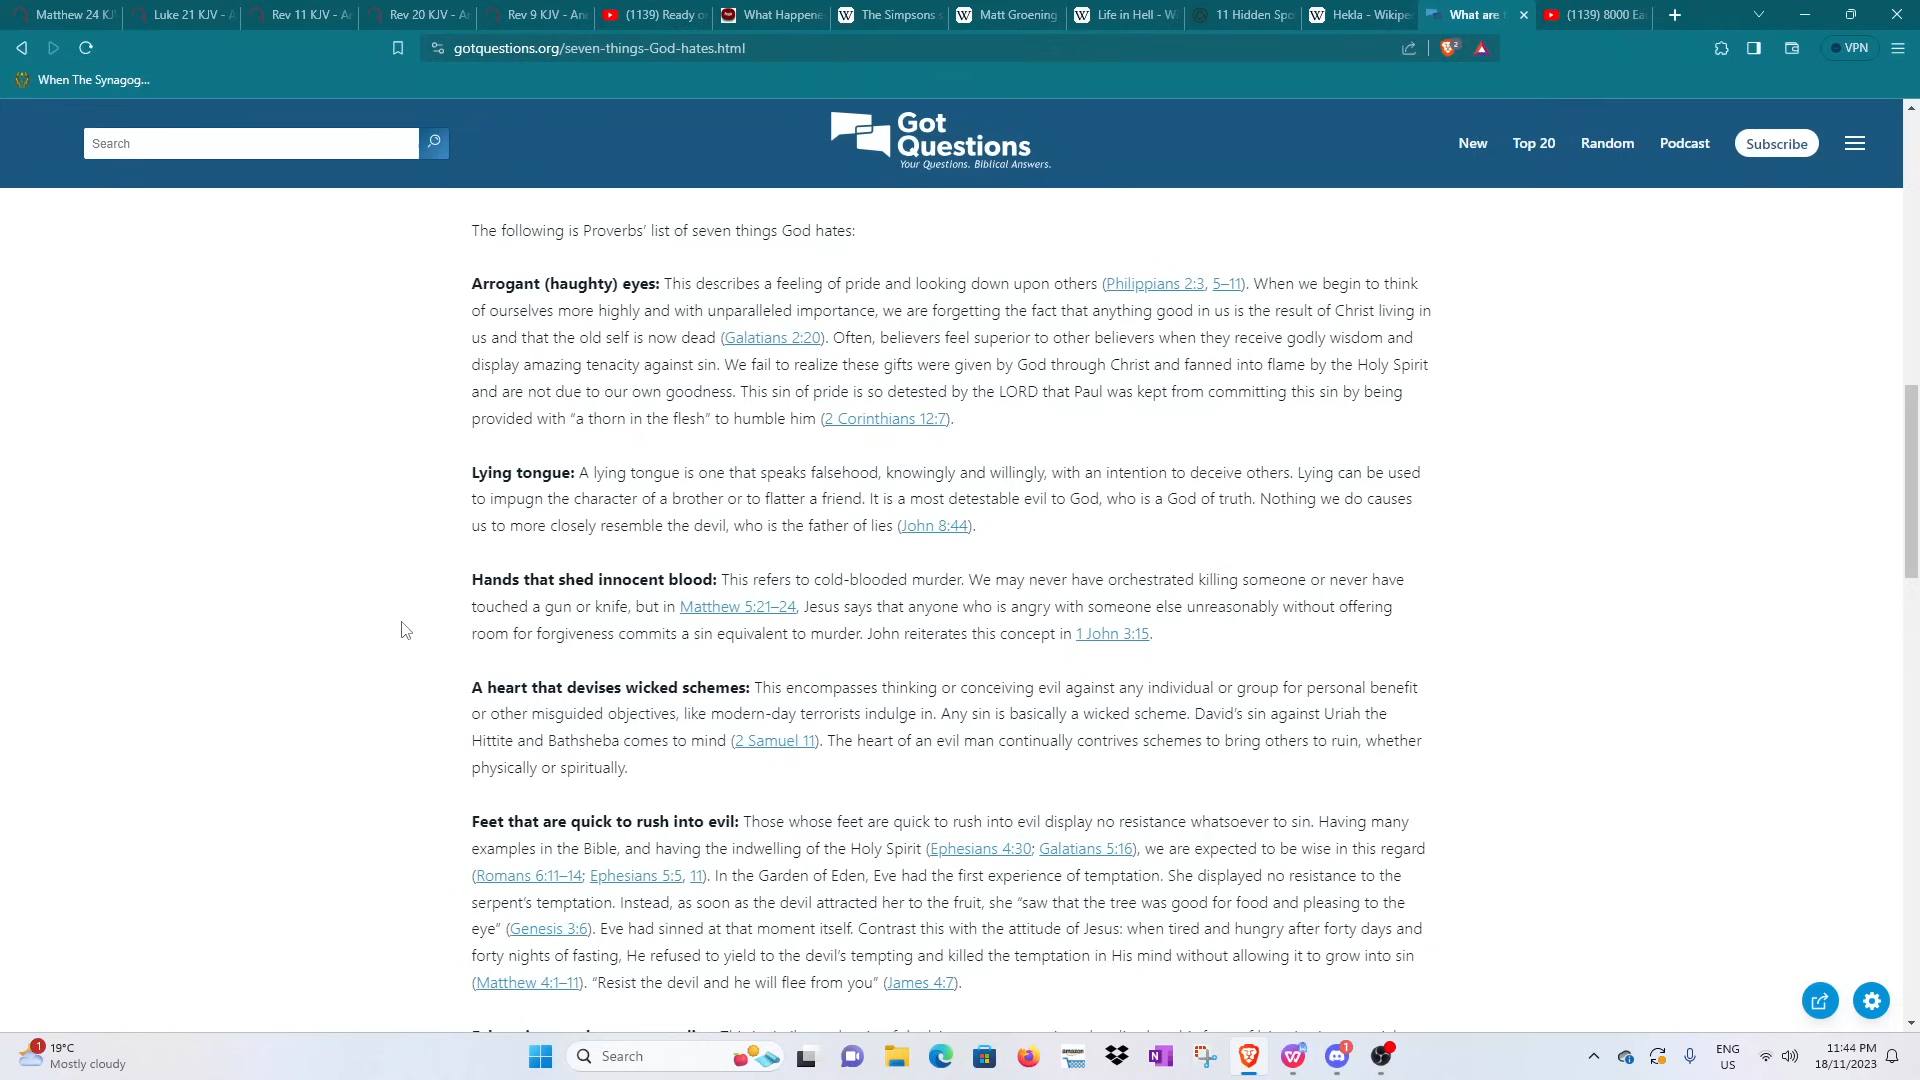 Matthew 24 KJ
Luke 21 KJV - A
Rev 11 KJV - A
Rev 20 KJV - A
Rev 9 KJV - An
(1139) Ready o
What Happene
The Simpsons s
Matt Groening
Life in Hell - W
11 Hidden Spo
Hekla - Wikipe
What are
(1139) 8000 Ea
gotquestions.org/seven-things-God-hates.html
2
VPN
When The Synagog...
Search
Got
Questions
Your Questions. Biblical Answers.
New Top 20 Random Podcast Subscribe
The following is Proverbs’ list of seven things God hates:
Arrogant (haughty) eyes: This describes a feeling of pride and looking down upon others (Philippians 2:3, 5–11). When we begin to think
of ourselves more highly and with unparalleled importance, we are forgetting the fact that anything good in us is the result of Christ living in
us and that the old self is now dead (Galatians 2:20). Often, believers feel superior to other believers when they receive godly wisdom and
display amazing tenacity against sin. We fail to realize these gifts were given by God through Christ and fanned into flame by the Holy Spirit
and are not due to our own goodness. This sin of pride is so detested by the LORD that Paul was kept from committing this sin by being
provided with “a thorn in the flesh” to humble him (2 Corinthians 12:7).
Lying tongue: A lying tongue is one that speaks falsehood, knowingly and willingly, with an intention to deceive others. Lying can be used
to impugn the character of a brother or to flatter a friend. It is a most detestable evil to God, who is a God of truth. Nothing we do causes
us to more closely resemble the devil, who is the father of lies (John 8:44).
Hands that shed innocent blood: This refers to cold-blooded murder. We may never have orchestrated killing someone or never have
touched a gun or knife, but in Matthew 5:21–24, Jesus says that anyone who is angry with someone else unreasonably without offering
room for forgiveness commits a sin equivalent to murder. John reiterates this concept in 1 John 3:15.
A heart that devises wicked schemes: This encompasses thinking or conceiving evil against any individual or group for personal benefit
or other misguided objectives, like modern-day terrorists indulge in. Any sin is basically a wicked scheme. David’s sin against Uriah the
Hittite and Bathsheba comes to mind (2 Samuel 11). The heart of an evil man continually contrives schemes to bring others to ruin, whether
physically or spiritually.
Feet that are quick to rush into evil: Those whose feet are quick to rush into evil display no resistance whatsoever to sin. Having many
examples in the Bible, and having the indwelling of the Holy Spirit (Ephesians 4:30; Galatians 5:16), we are expected to be wise in this regard
(Romans 6:11–14; Ephesians 5:5, 11). In the Garden of Eden, Eve had the first experience of temptation. She displayed no resistance to the
serpent’s temptation. Instead, as soon as the devil attracted her to the fruit, she “saw that the tree was good for food and pleasing to the
eye” (Genesis 3:6). Eve had sinned at that moment itself. Contrast this with the attitude of Jesus: when tired and hungry after forty days and
forty nights of fasting, He refused to yield to the devil’s tempting and killed the temptation in His mind without allowing it to grow into sin
(Matthew 4:1–11). “Resist the devil and he will flee from you” (James 4:7).
1
19°C
Mostly cloudy
Search
amazon
1
ENG
US
11:44 PM
18/11/2023